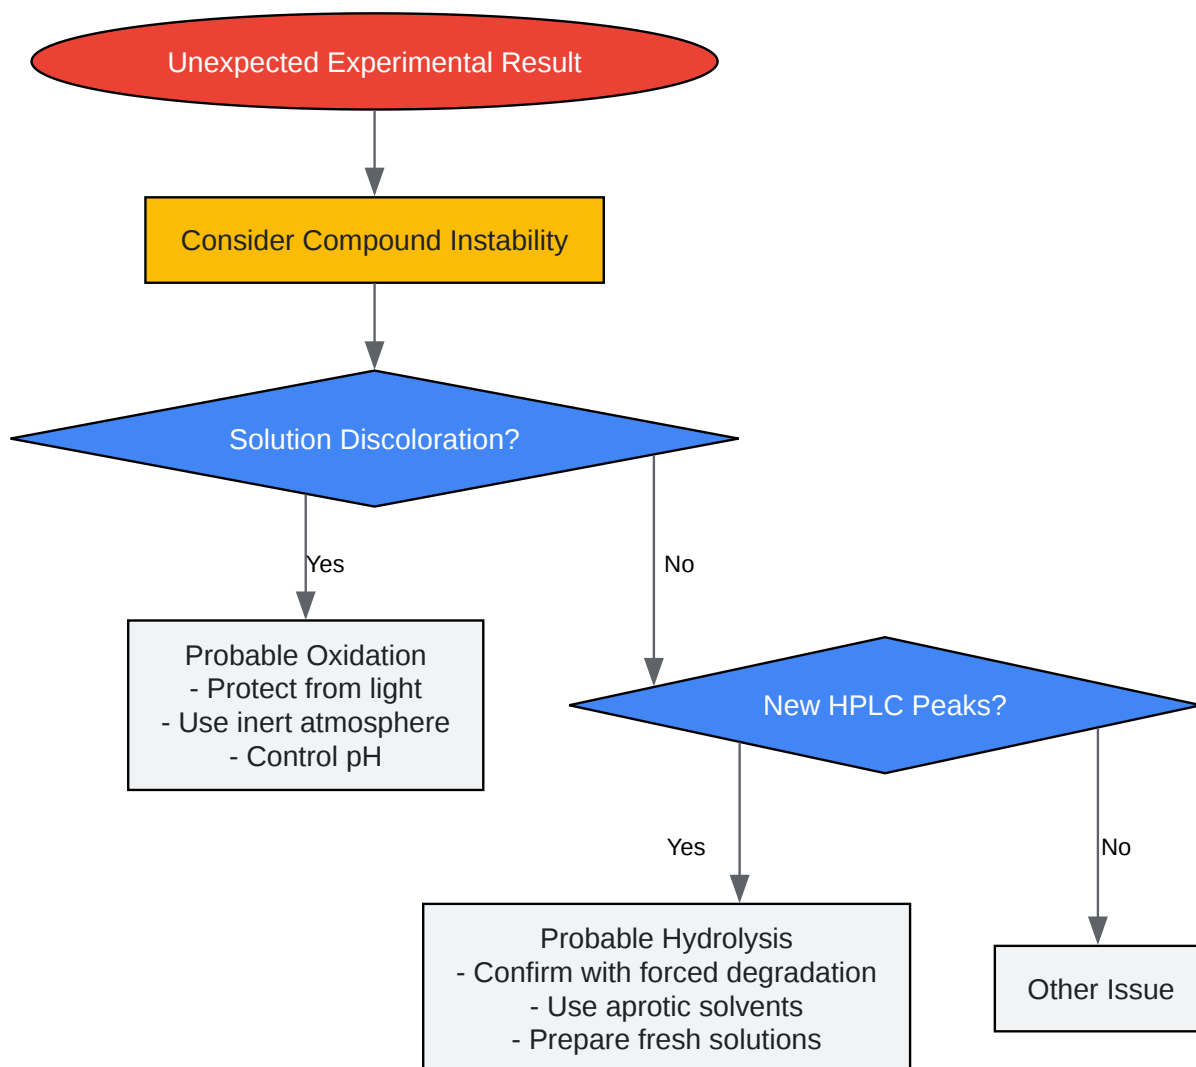 Unexpected Experimental Result
Consider Compound Instability
Solution Discoloration?
Yes
No
Probable Oxidation
- Protect from light
- Use inert atmosphere
- Control pH
New HPLC Peaks?
Yes
No
Probable Hydrolysis
- Confirm with forced degradation
- Use aprotic solvents
- Prepare fresh solutions
Other Issue